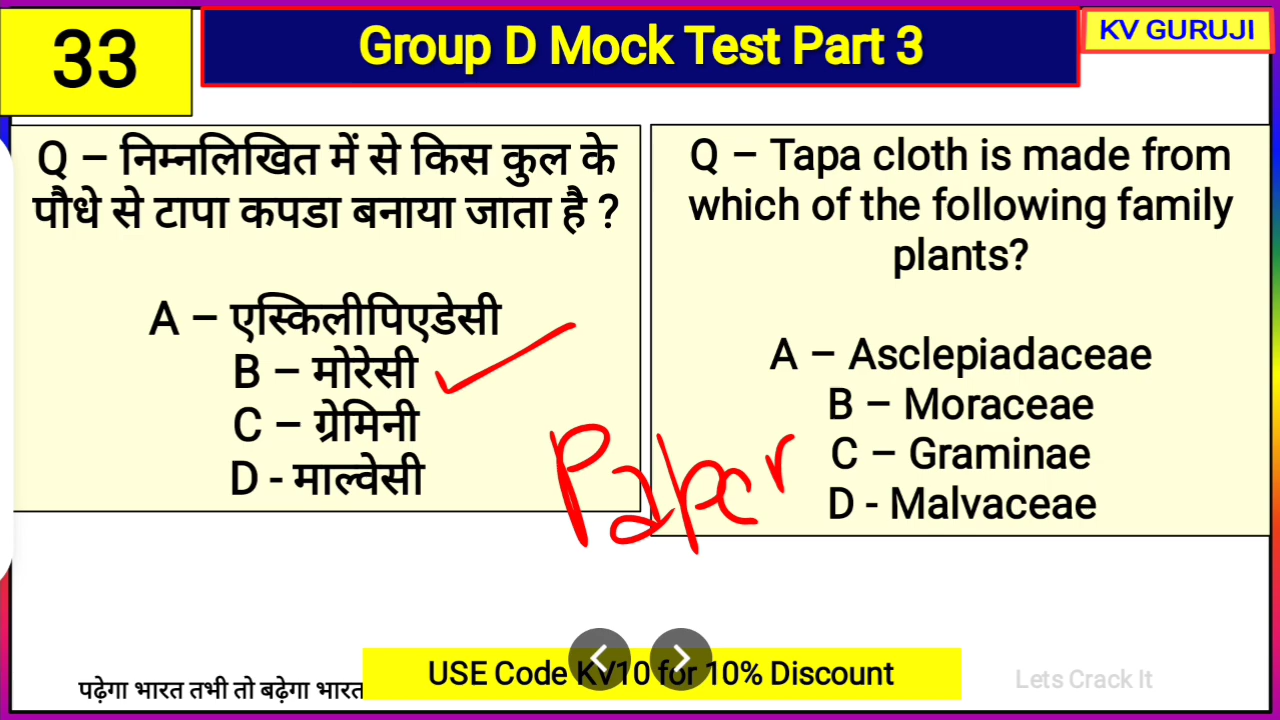 33
Group D Mock Test Part 3
KV GURUJI
Q – निम्नलिखित में से किस कुल के
पौधे से टापा कपडा बनाया जाता है ?
A – एस्किलीपिएडेसी
B – मोरेसी
C – ग्रेमिनी
D - माल्वेसी
Q – Tapa cloth is made from
which of the following family
plants?
A – Asclepiadaceae
B – Moraceae
C – Graminae
D - Malvaceae
Paper
USE Code KV10 for 10% Discount
पढ़ेगा भारत तभी तो बढ़ेगा भारत
Lets Crack It